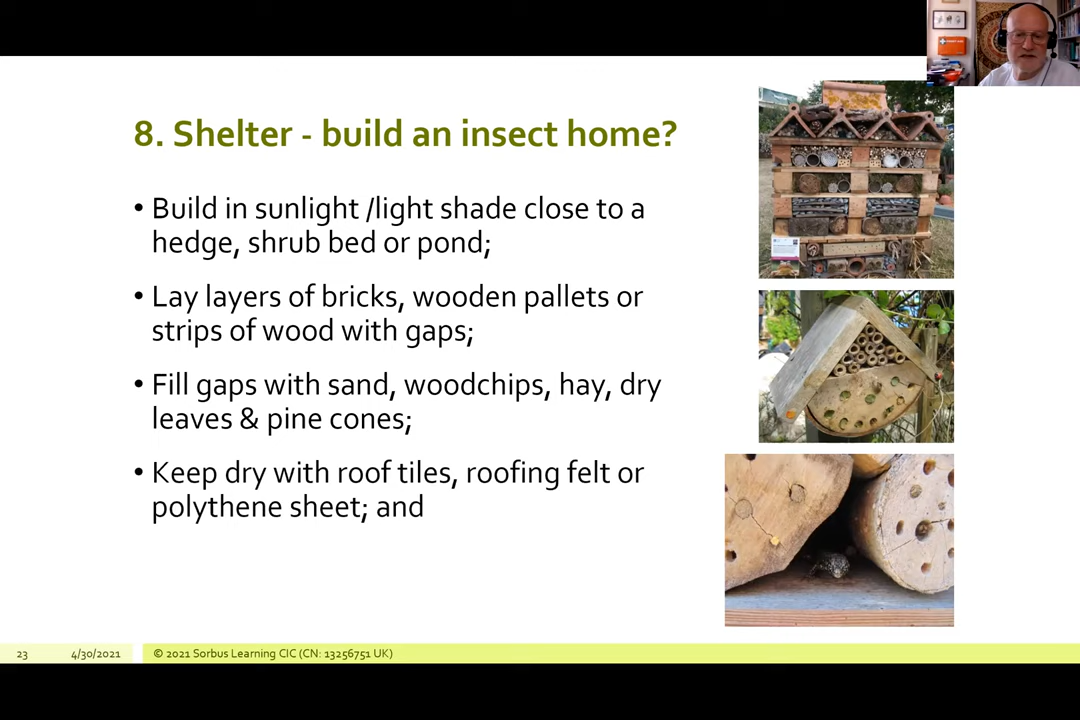 8. Shelter - build an insect home?
• Build in sunlight /light shade close to a
hedge, shrub bed or pond;
• Lay layers of bricks, wooden pallets or
strips of wood with gaps;
• Fill gaps with sand, woodchips, hay, dry
leaves & pine cones;
• Keep dry with roof tiles, roofing felt or
polythene sheet; and
23 4/30/2021 © 2021 Sorbus Learning CIC (CN: 13256751 UK)